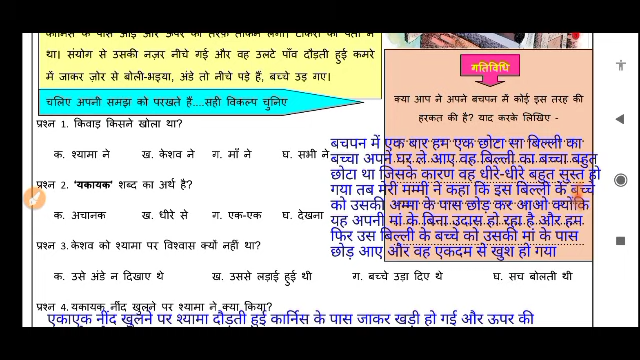 कार्निस के पास आई और ऊपर की तरफ़ ताकने लगी। टोकरी का पता न
था। संयोग से उसकी नज़र नीचे गई और वह उलटे पाँव दौड़ती हुई कमरे
में जाकर ज़ोर से बोली-भइया, अंडे तो नीचे पड़े हैं, बच्चे उड़ गए।
चलिए अपनी समझ को परखते हैं....सही विकल्प चुनिए
प्रश्न 1. किवाड़ किसने खोला था?
क. श्यामा ने ख. केशव ने ग. माँ ने घ. सभी ने
प्रश्न 2. 'यकायक' शब्द का अर्थ है?
क. अचानक ख. धीरे से ग. एक-एक घ. देखना
प्रश्न 3. केशव को श्यामा पर विश्वास क्यों नहीं था?
क. उसे अंडे न दिखाए थे ख. उससे लड़ाई हुई थी ग. बच्चे उड़ा दिए थे घ. सच बोलती थी
प्रश्न 4. यकायक नींद खुलने पर श्यामा ने क्या किया?
एकाएक नींद खुलने पर श्यामा दौड़ती हुई कार्निस के पास जाकर खड़ी हो गई और ऊपर की
गतिविधि
क्या आप ने अपने बचपन में कोई इस तरह की
हरकत की है? याद करके लिखिए -
बचपन में एक बार हम एक छोटा सा बिल्ली का
बच्चा अपने घर ले आए वह बिल्ली का बच्चा बहुत
छोटा था जिसके कारण वह धीरे-धीरे बहुत सुस्त हो
गया तब मेरी मम्मी ने कहा कि इस बिल्ली के बच्चे
को उसकी अम्मा के पास छोड़ कर आओ क्योंकि
यह अपनी मां के बिना उदास हो रहा है और हम
फिर उस बिल्ली के बच्चे को उसकी मां के पास
छोड़ आए और वह एकदम से खुश हो गया